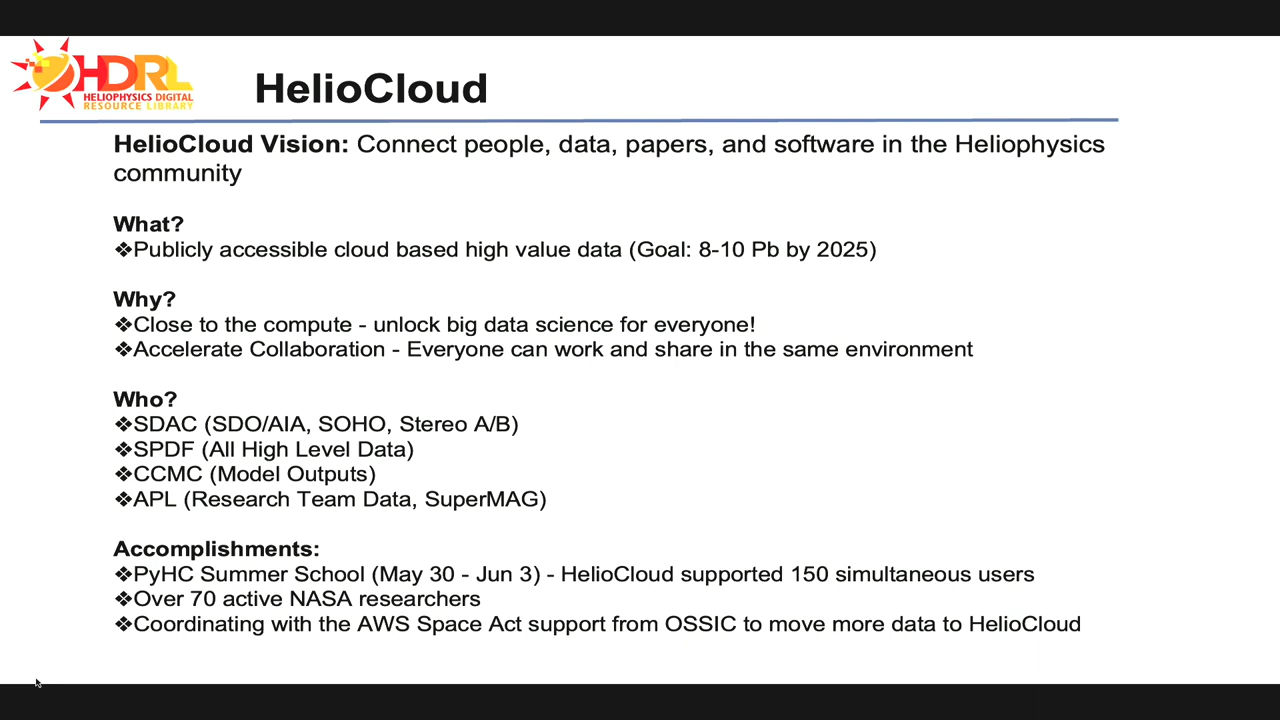 HDRL
HELIOPHYSICS DIGITAL
RESOURCE LIBRARY
HelioCloud
HelioCloud Vision: Connect people, data, papers, and software in the Heliophysics
community
What?
❖Publicly accessible cloud based high value data (Goal: 8-10 Pb by 2025)
Why?
❖Close to the compute - unlock big data science for everyone!
❖Accelerate Collaboration - Everyone can work and share in the same environment
Who?
❖SDAC (SDO/AIA, SOHO, Stereo A/B)
❖SPDF (All High Level Data)
❖CCMC (Model Outputs)
❖APL (Research Team Data, SuperMAG)
Accomplishments:
❖PyHC Summer School (May 30 - Jun 3) - HelioCloud supported 150 simultaneous users
❖Over 70 active NASA researchers
❖Coordinating with the AWS Space Act support from OSSIC to move more data to HelioCloud